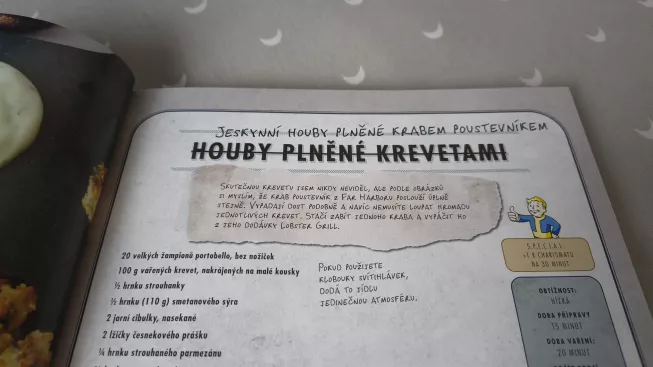 Jeskynní houby plněné krabem poustevníkem
HOUBY PLNĚNÉ KREVETAMI
Skutečnou krevetu jsem nikdy neviděl, ale podle obrázků
si myslím, že krab poustevník z Far Harboru poslouží úplně
stejně. Vypadají dost podobně a navíc nemusíte loupat hromadu
jednotlivých krevet. Stačí zabít jednoho kraba a vypáčit ho
z jeho dodávky Lobster Grill.
20 velkých žampionů portobello, bez nožiček
100 g vařených krevet, nakrájených na malé kousky
½ hrnku strouhanky
½ hrnku (110 g) smetanového sýra
2 jarní cibulky, nasekané
2 lžičky česnekového prášku
¼ hrnku strouhaného parmezánu
Pokud použijete
klobouky svítihlávek,
dodá to jídlu
jedinečnou atmosféru.
S.P.E.C.I.A.L.
+1 k charismatu
na 30 minut
OBTÍŽNOST:
NÍZKÁ
DOBA PŘÍPRAVY
15 MINUT
DOBA VAŘENÍ:
20 MINUT